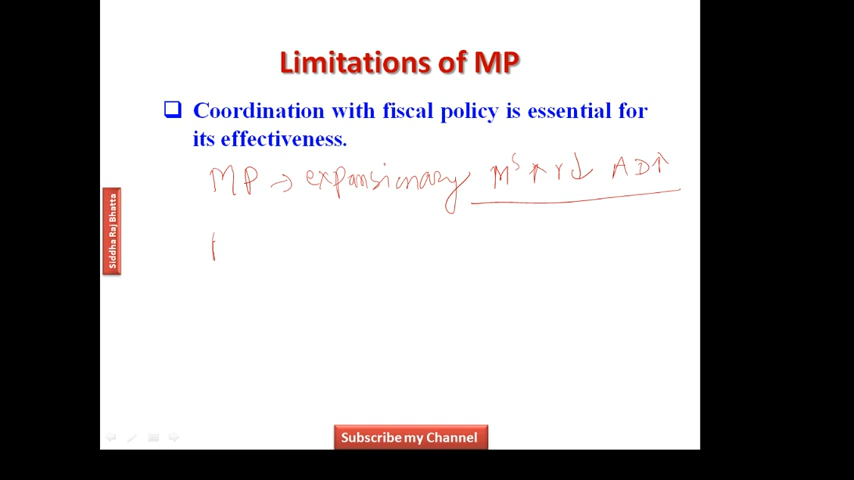 Limitations of MP
❑ Coordination with fiscal policy is essential for
its effectiveness.
MP → expansionary M^S ↑ r ↓ AD ↑
Siddha Raj Bhatta
Subscribe my Channel